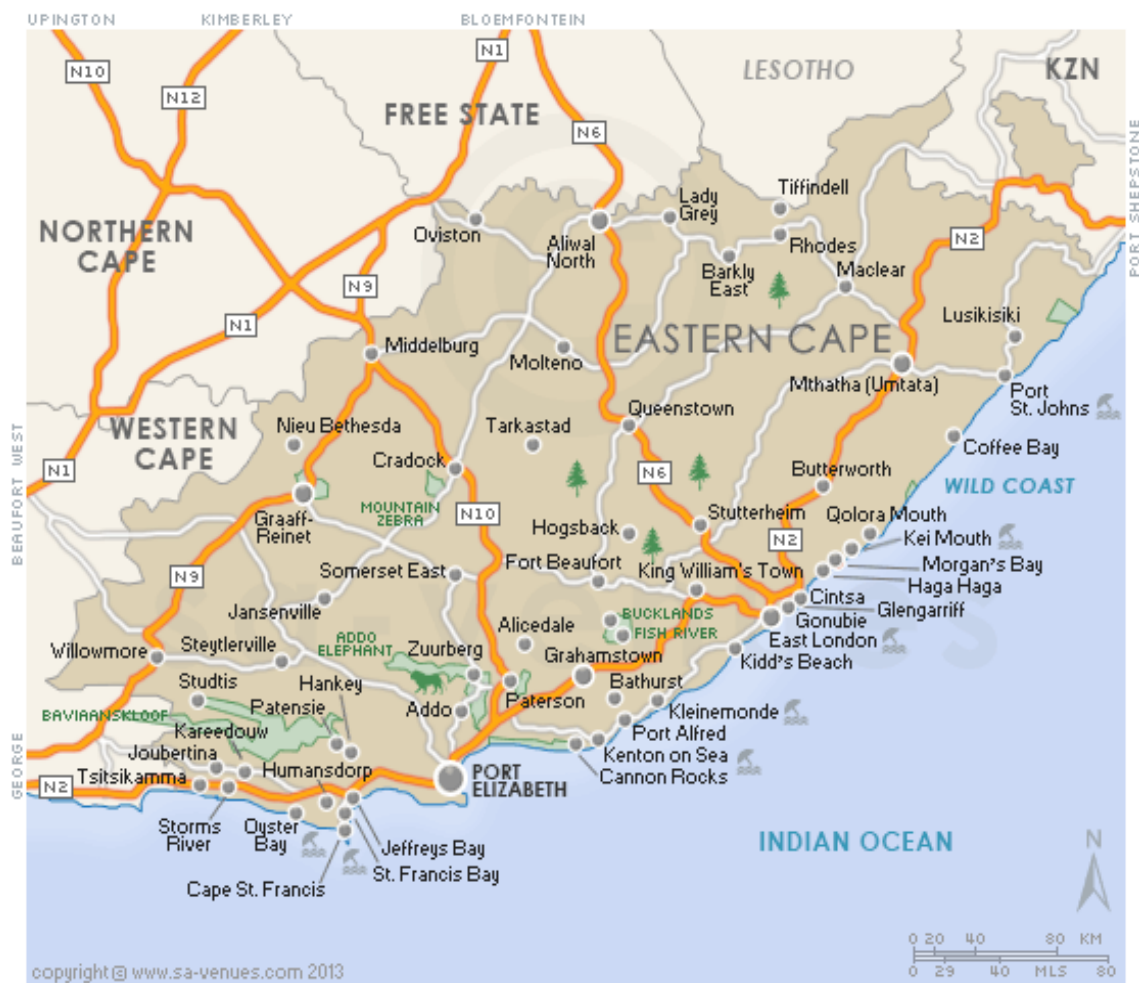 UPINGTON
KIMBERLEY
BLOEMFONTEIN
N1
N10
LESOTHO
KZN
N12
FREE STATE
N6
PORT SHEPSTONE
Tiffindell
Lady
Grey
NORTHERN
CAPE
Oviston
Aliwal
North
Rhodes
N2
Barkly
East
Maclear
N9
N1
Lusikisiki
EASTERN CAPE
Middelburg
Molteno
Mthatha (Umtata)
Port
St. Johns
WESTERN
CAPE
Nieu Bethesda
Tarkastad
Queenstown
Coffee Bay
BEAUFORT WEST
N1
Cradock
N6
Butterworth
WILD COAST
MOUNTAIN
ZEBRA
N10
Graaff-
Reinet
Hogsback
Stutterheim
N2
Qolora Mouth
Kei Mouth
Morgan's Bay
Haga Haga
N9
Somerset East
Fort Beaufort
King William's Town
Cintsa
Glengarriff
Jansenville
BUCKLANDS
FISH RIVER
Gonubie
East London
Kidd's Beach
Willowmore
Steytlerville
ADDO
ELEPHANT
Zuurberg
Alicedale
Grahamstown
Studtis
Hankey
Bathurst
Patensie
Addo
Paterson
Kleinemonde
BAVIAANSKLOOF
Kareedouw
Port Alfred
Joubertina
Kenton on Sea
Tsitsikamma
Humansdorp
PORT
ELIZABETH
Cannon Rocks
GEORGE
N2
Storms
River
Oyster
Bay
Jeffreys Bay
St. Francis Bay
Cape St. Francis
INDIAN OCEAN
N
0 20 40 80 KM
0 29 40 MLS 80
copyright © www.sa-venues.com 2013